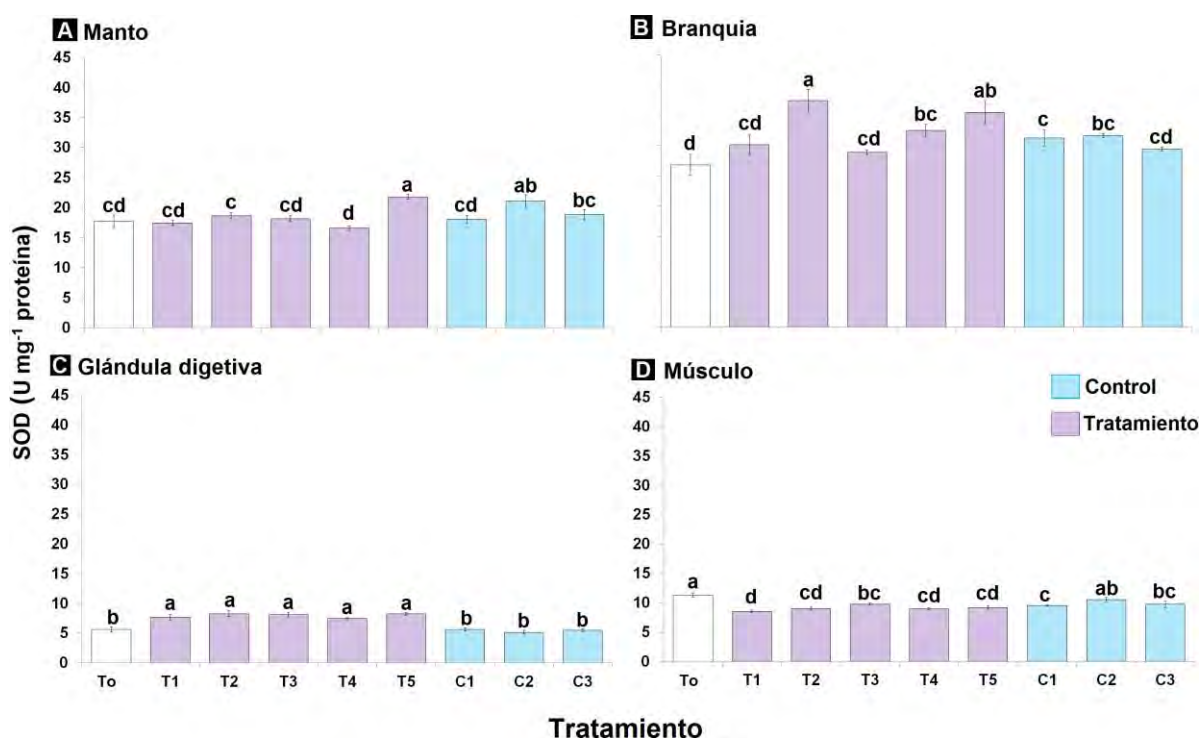 A Manto
45
40
35
30
25
20
15
10
5
0
cd cd c cd d a cd ab bc
B Branquia
d cd a cd bc ab c bc cd
C Glándula digetiva
45
40
35
30
25
20
15
10
5
0
b a a a a a b b b
To T1 T2 T3 T4 T5 C1 C2 C3
D Músculo
45
40
35
30
25
20
15
10
5
0
a d cd bc cd cd c ab bc
To T1 T2 T3 T4 T5 C1 C2 C3
Control
Tratamiento
SOD (U mg⁻¹ proteína)
Tratamiento